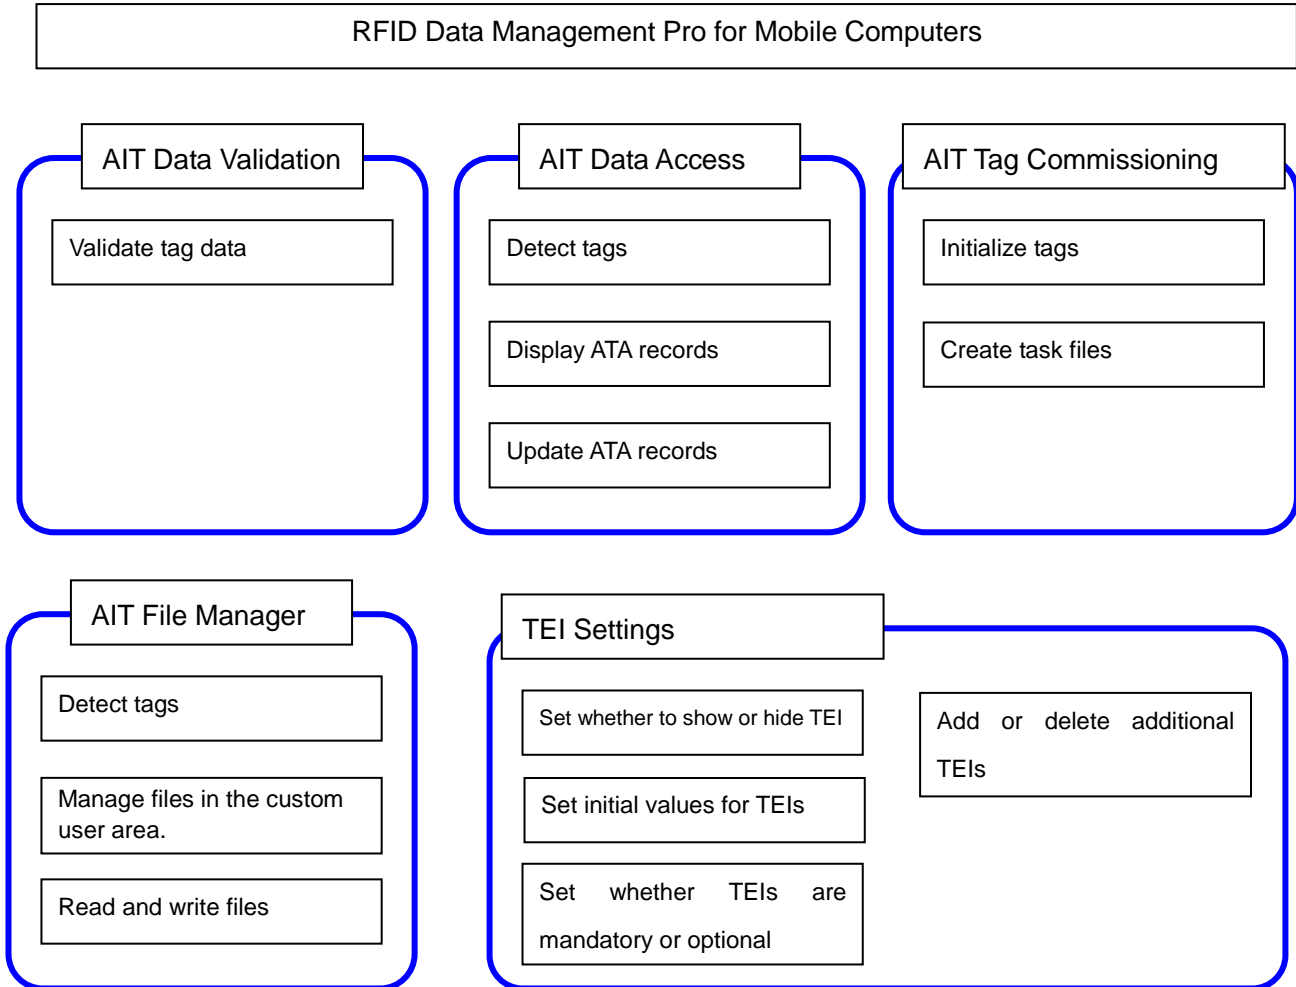 RFID Data Management Pro for Mobile Computers
AIT Data Validation
Validate tag data
AIT Data Access
Detect tags
Display ATA records
Update ATA records
AIT Tag Commissioning
Initialize tags
Create task files
AIT File Manager
Detect tags
Manage files in the custom
user area.
Read and write files
TEI Settings
Set whether to show or hide TEI
Set initial values for TEIs
Set whether TEIs are
mandatory or optional
Add or delete additional
TEIs